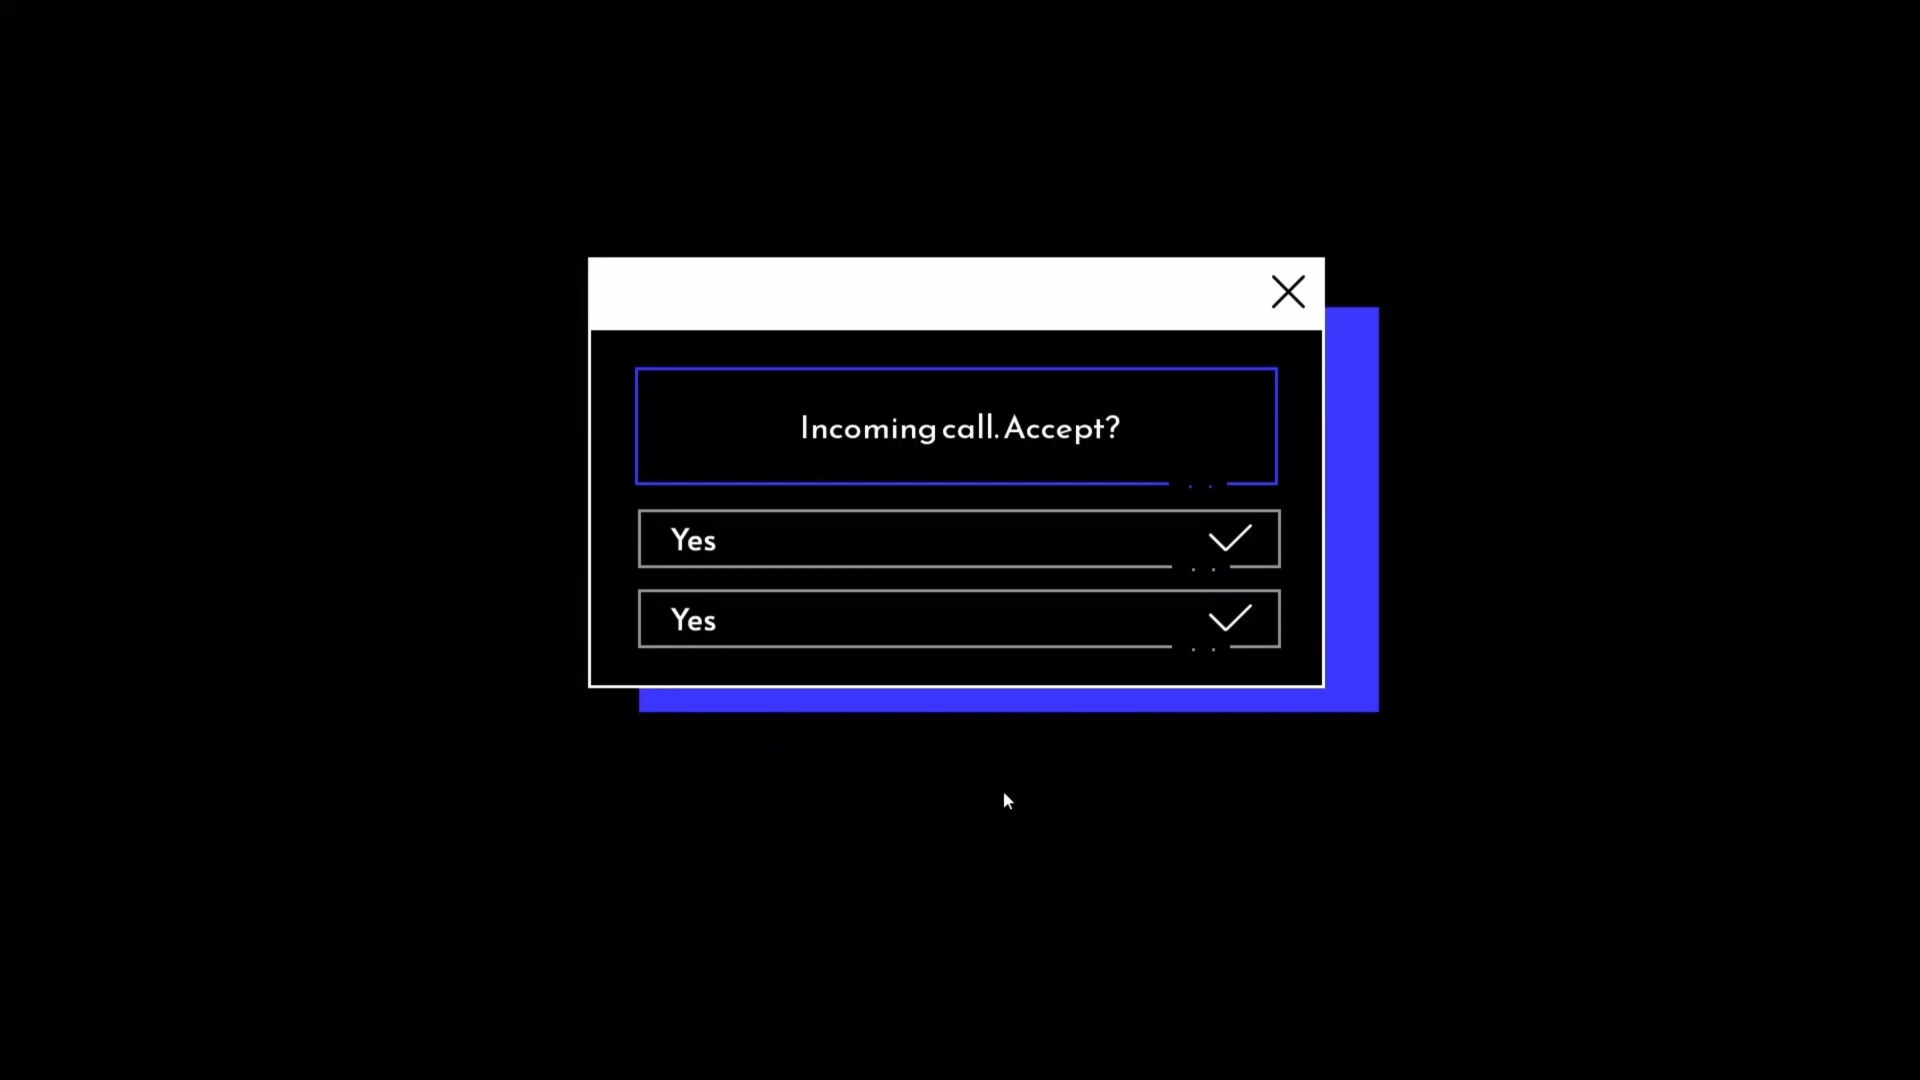 Incoming call. Accept?
Yes
Yes